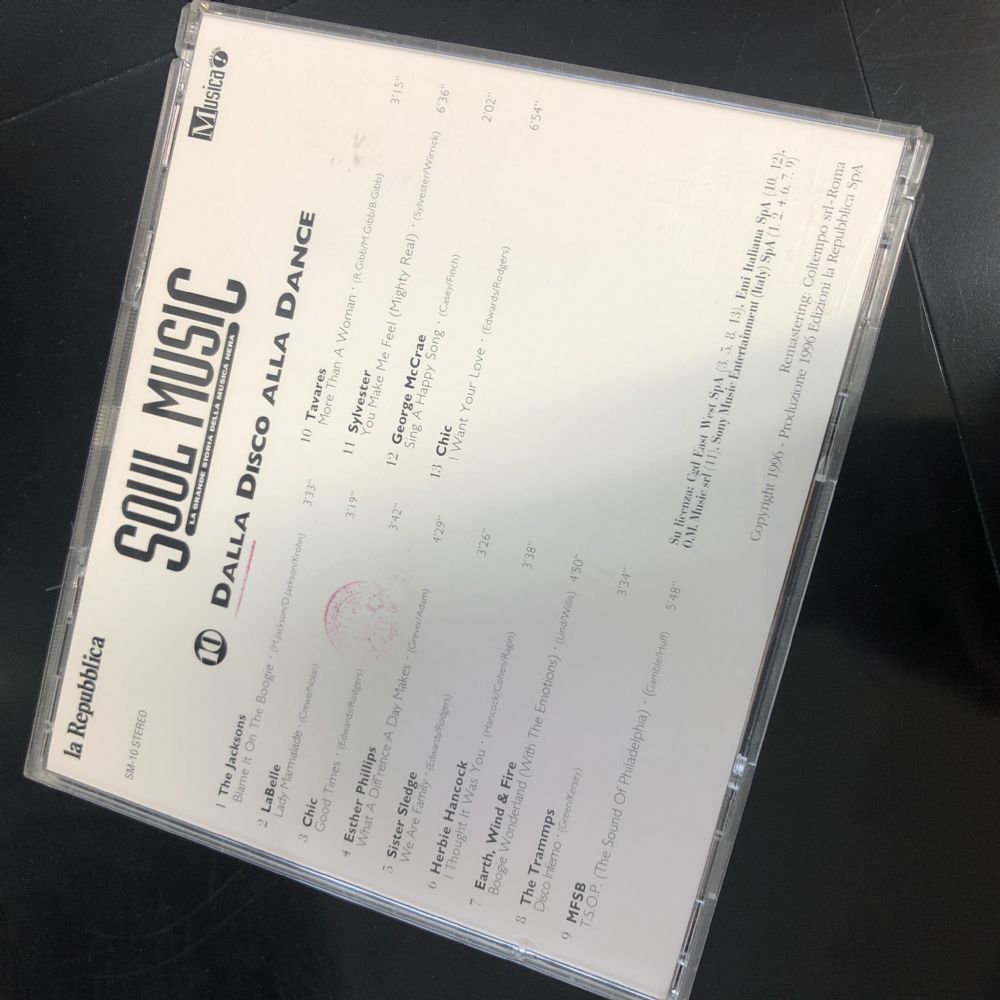 la Repubblica
Musica!
SM-10 STEREO
SOUL MUSIC
LA GRANDE STORIA DELLA MUSICA NERA
10 DALLA DISCO ALLA DANCE
1 The Jacksons
Blame It On The Boogie · (M.Jackson/D.Jackson/Krohn) 3'33"
2 LaBelle
Lady Marmalade · (Crewe/Nolan) 3'19"
3 Chic
Good Times · (Edwards/Rodgers) 3'42"
4 Esther Phillips
What A Diff'rence A Day Makes · (Grever/Adam) 4'29"
5 Sister Sledge
We Are Family · (Edwards/Rodgers) 3'26"
6 Herbie Hancock
I Thought It Was You · (Hancock/Cohen/Ragin) 3'38"
7 Earth, Wind & Fire
Boogie Wonderland (With The Emotions) · (Lind/Willis) 4'50"
8 The Trammps
Disco Inferno · (Green/Kersey) 3'34"
9 MFSB
T.S.O.P. (The Sound Of Philadelphia) · (Gamble/Huff) 5'48"
10 Tavares
More Than A Woman · (R.Gibb/M.Gibb/B.Gibb) 3'15"
11 Sylvester
You Make Me Feel (Mighty Real) · (Sylvester/Wirrick) 6'36"
12 George McCrae
Sing A Happy Song · (Casey/Finch) 2'02"
13 Chic
I Want Your Love · (Edwards/Rodgers) 6'54"
Su licenza: Cgd East West SpA (3, 5, 8, 13), Emi Italiana SpA (10, 12),
O.M. Music srl (11), Sony Music Entertainment (Italy) SpA (1, 2, 4, 6, 7, 9)
Remastering: Coltempo srl - Roma
Copyright 1996 - Produzione 1996 Edizioni la Repubblica SpA